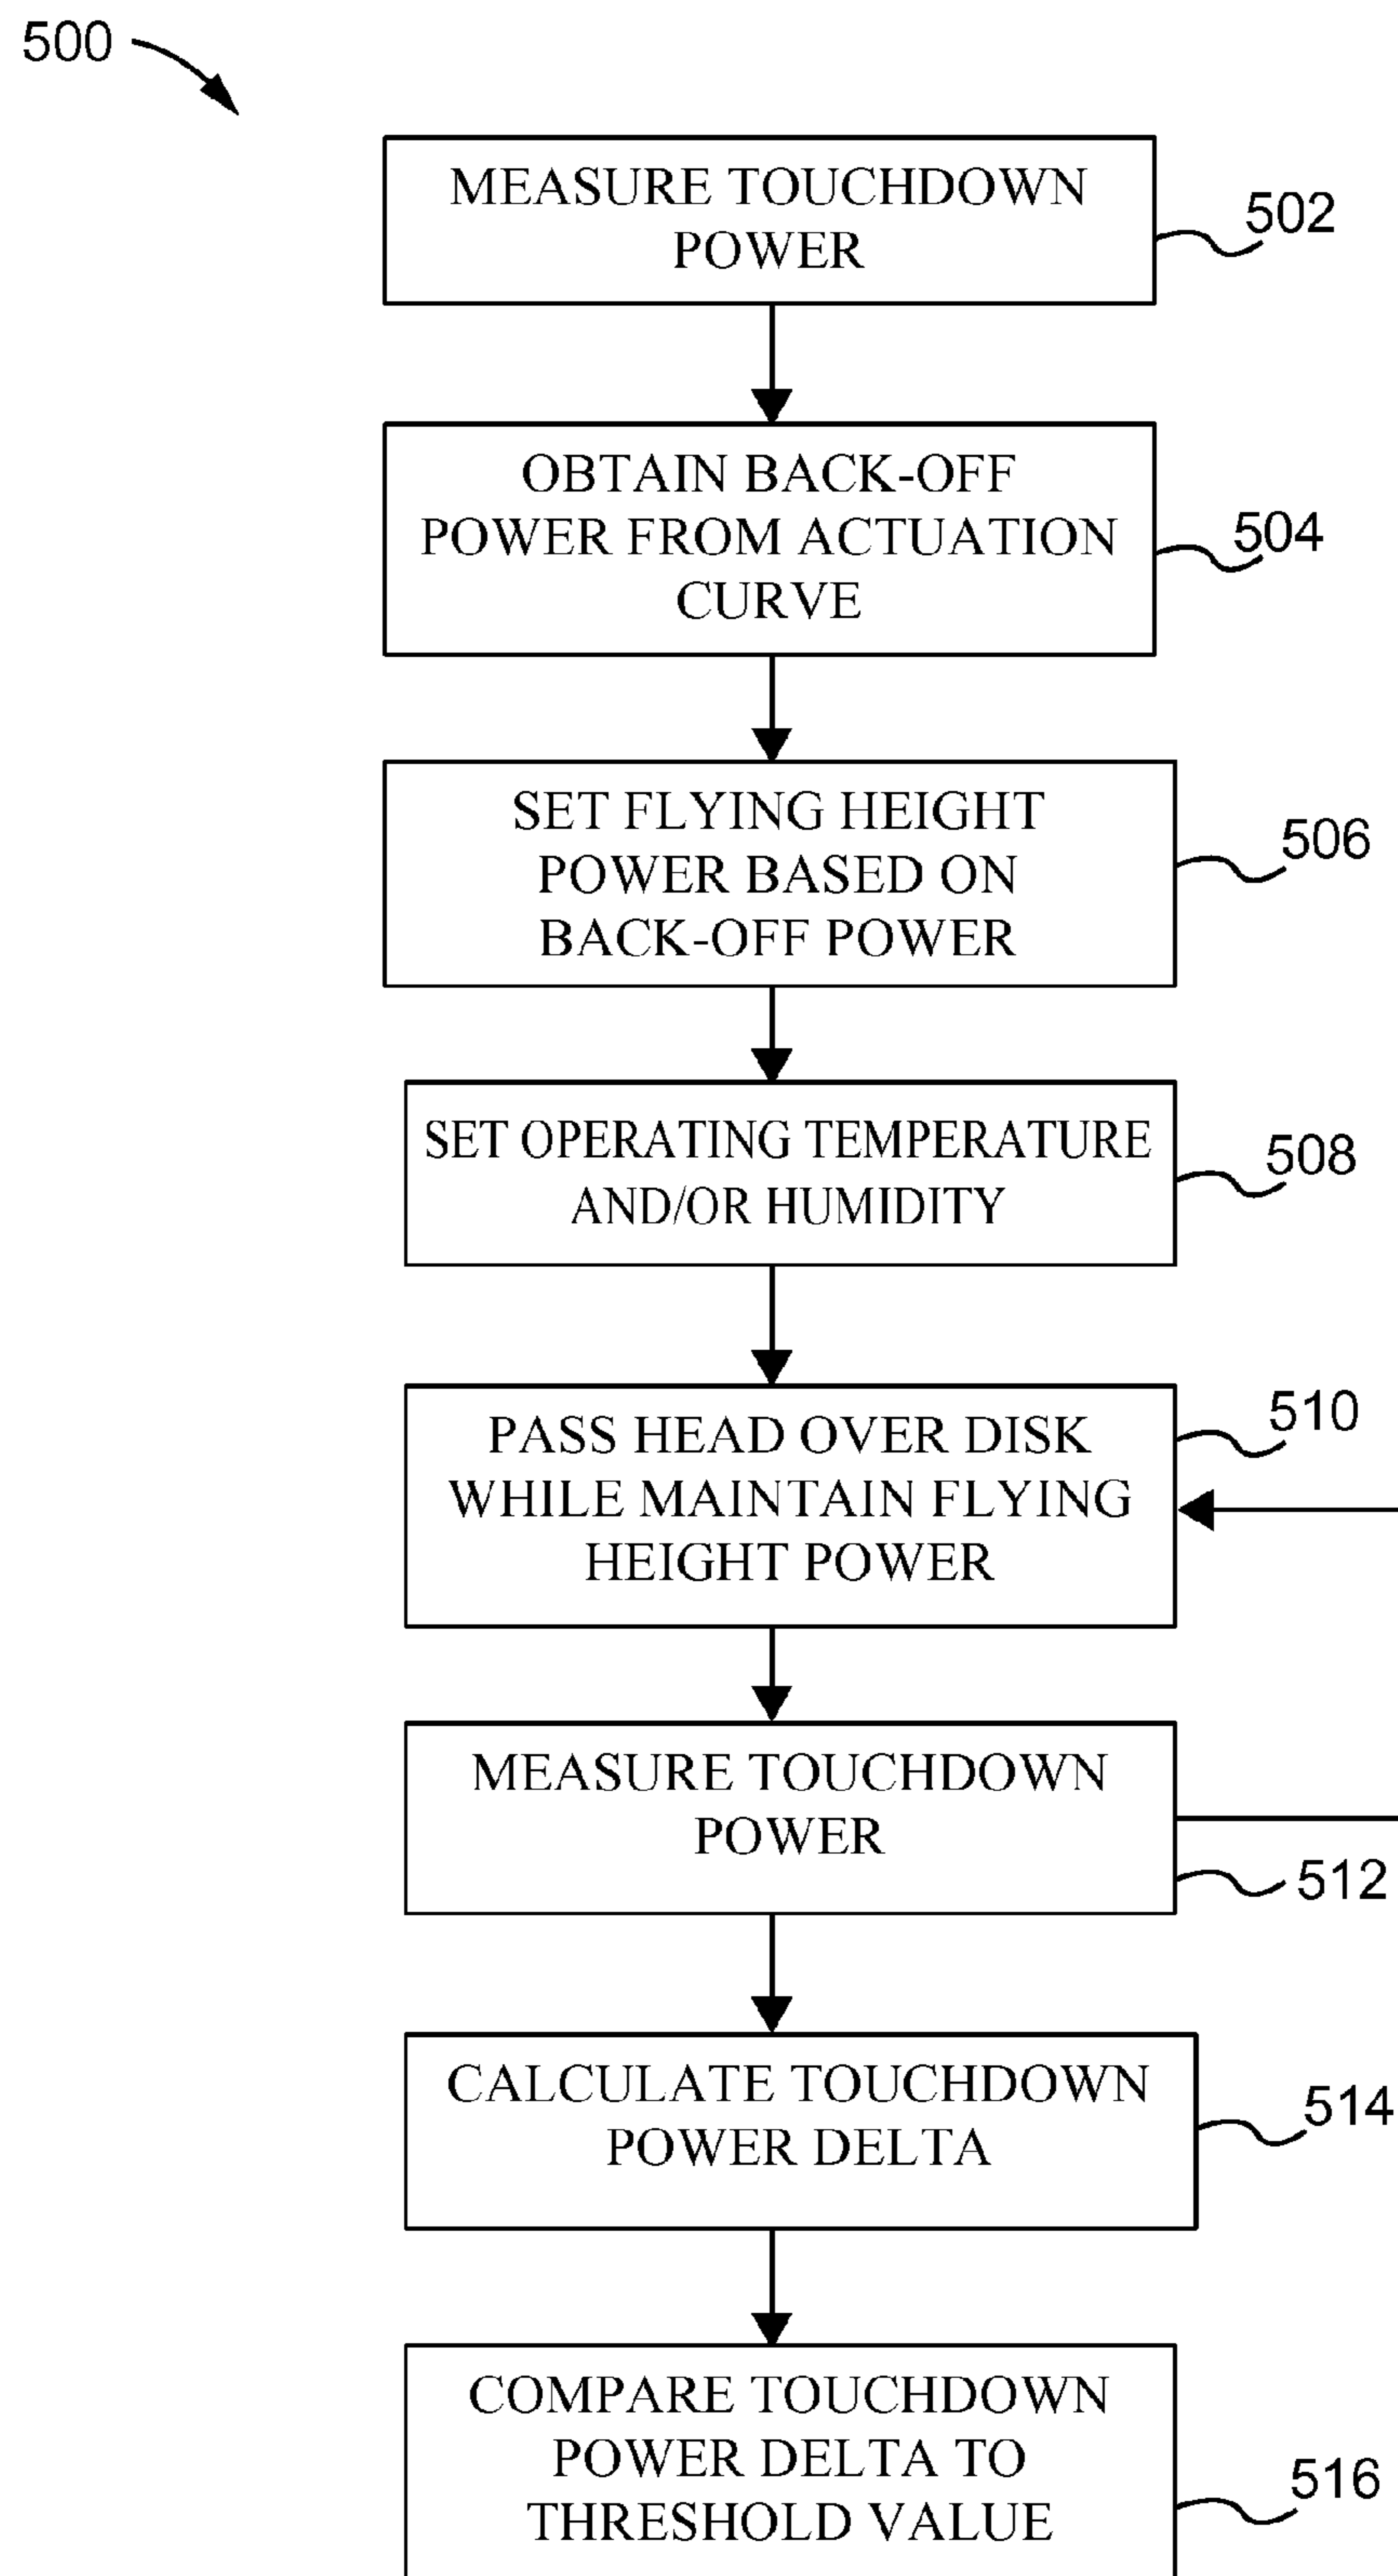 500
MEASURE TOUCHDOWN
POWER
502
OBTAIN BACK-OFF
POWER FROM ACTUATION
CURVE
504
SET FLYING HEIGHT
POWER BASED ON
BACK-OFF POWER
506
SET OPERATING TEMPERATURE
AND/OR HUMIDITY
508
PASS HEAD OVER DISK
WHILE MAINTAIN FLYING
HEIGHT POWER
510
MEASURE TOUCHDOWN
POWER
512
CALCULATE TOUCHDOWN
POWER DELTA
514
COMPARE TOUCHDOWN
POWER DELTA TO
THRESHOLD VALUE
516